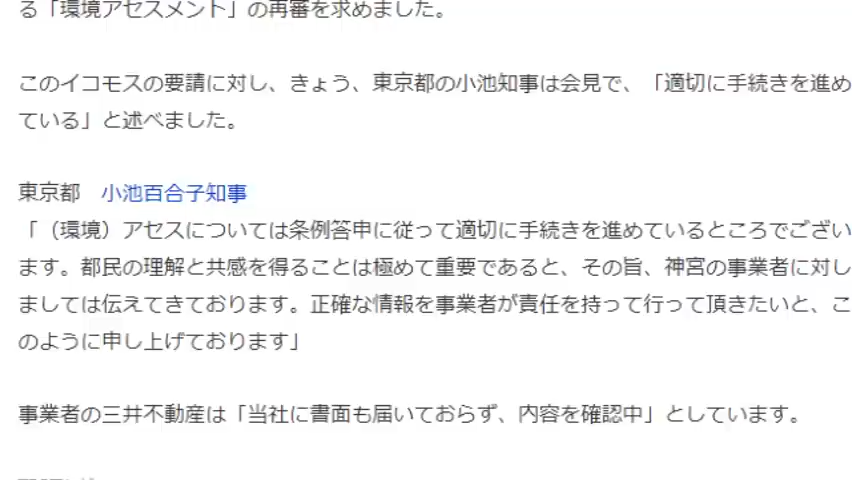 る「環境アセスメント」の再審を求めました。
このイコモスの要請に対し、きょう、東京都の小池知事は会見で、「適切に手続きを進め
ている」と述べました。
東京都　小池百合子知事
「（環境）アセスについては条例答申に従って適切に手続きを進めているところでござい
ます。都民の理解と共感を得ることは極めて重要であると、その旨、神宮の事業者に対し
ましては伝えてきております。正確な情報を事業者が責任を持って行って頂きたいと、こ
のように申し上げております」
事業者の三井不動産は「当社に書面も届いておらず、内容を確認中」としています。